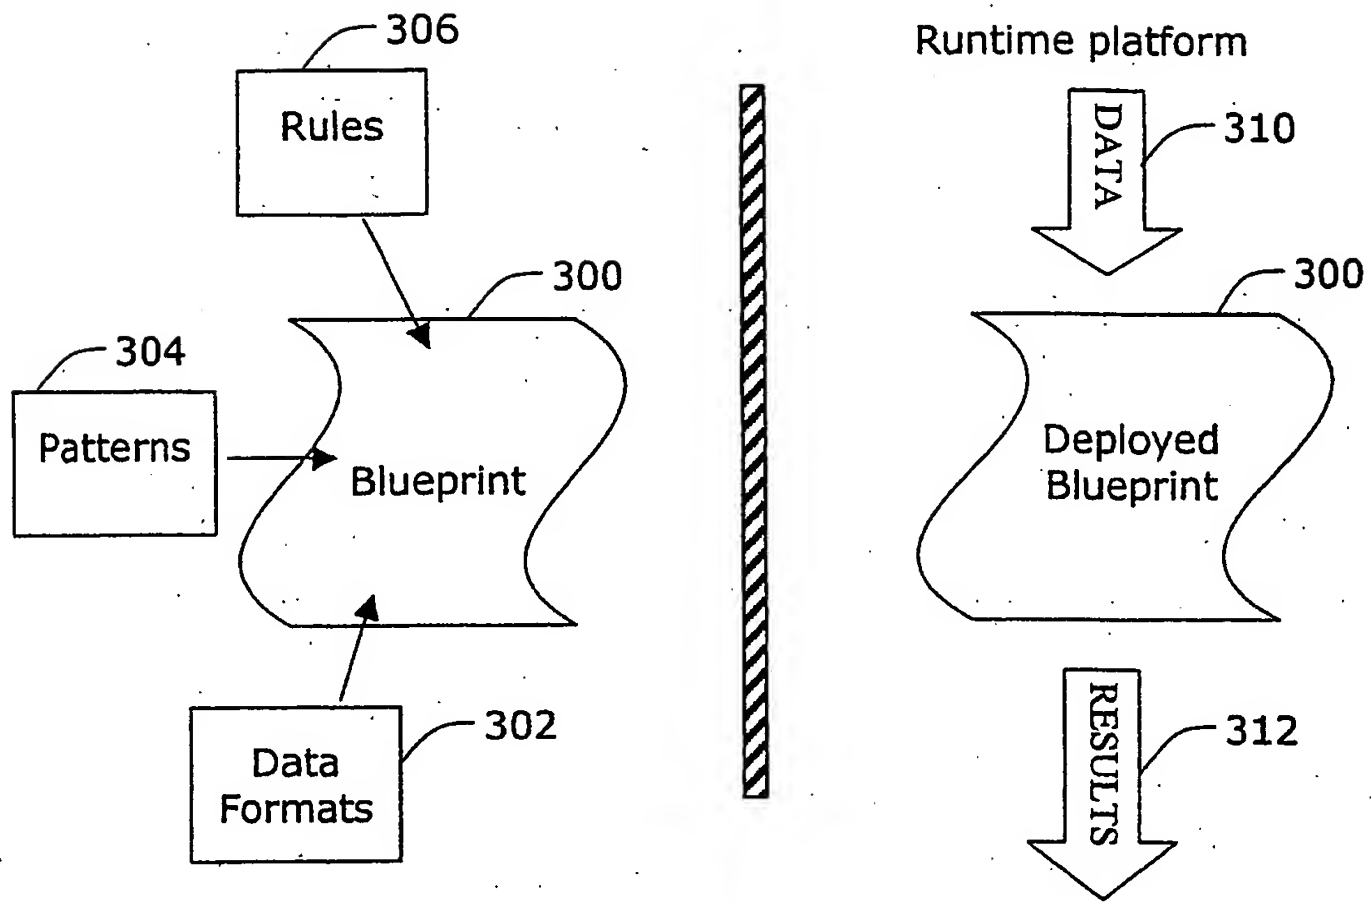 306
Rules
300
304
Patterns
Blueprint
302
Data
Formats
Runtime platform
DATA
310
300
Deployed
Blueprint
RESULTS
312